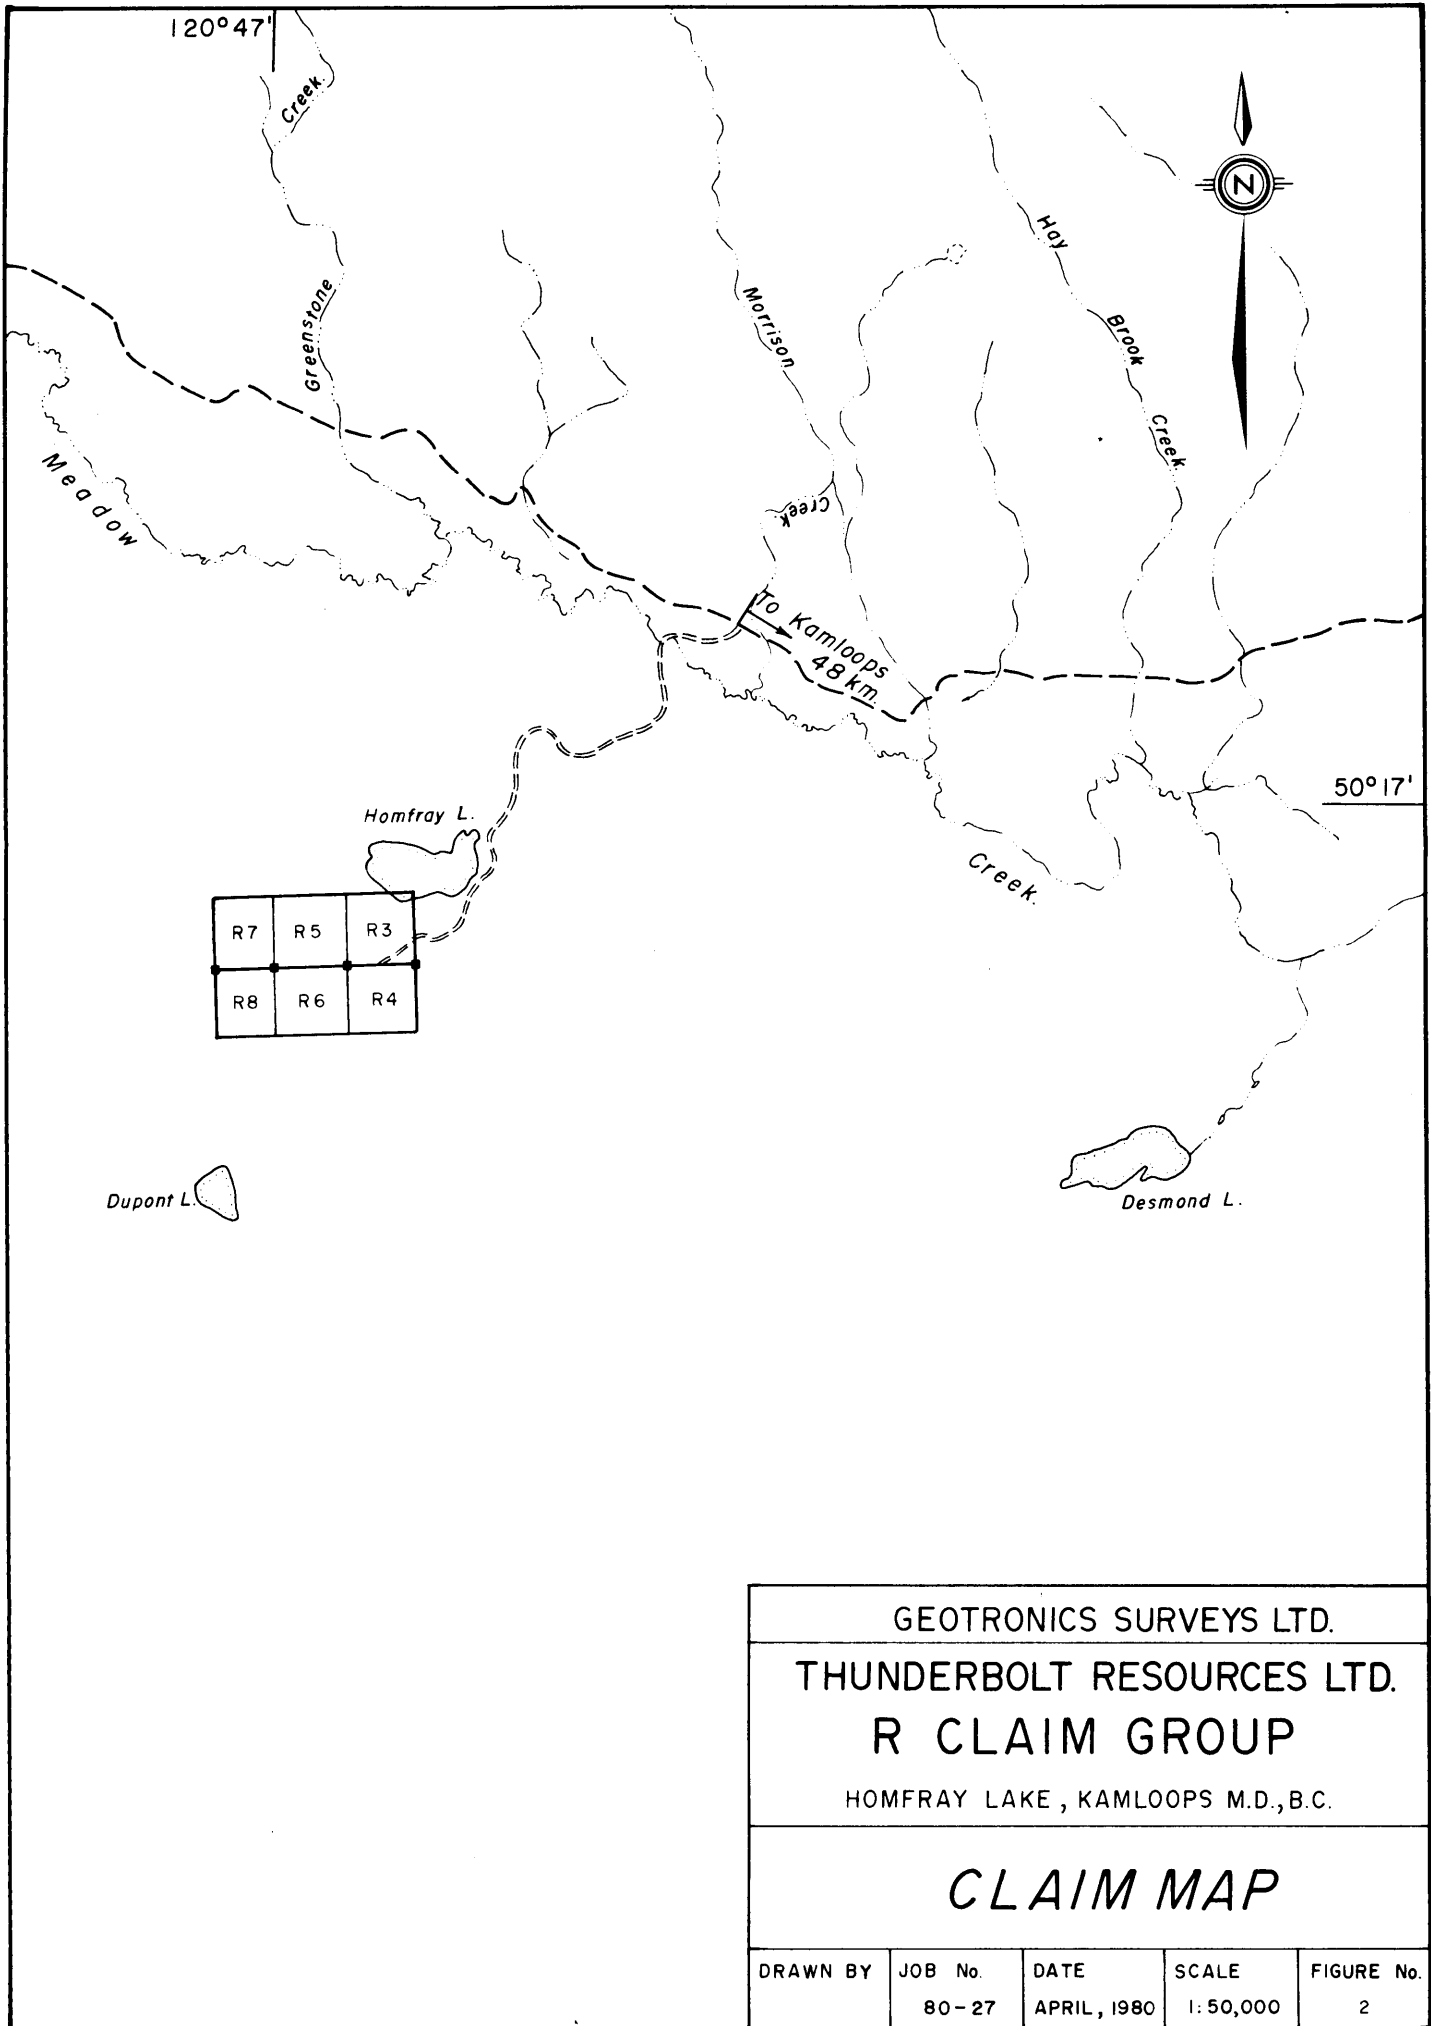 120°47'
Creek.
N
Hay
Greenstone
Morrison
Brook
Creek.
Meadow
Creek
To Kamloops
48 km.
50°17'
Homfray L.
Creek.
R7 R5 R3
R8 R6 R4
Dupont L.
Desmond L.
GEOTRONICS SURVEYS LTD.
THUNDERBOLT RESOURCES LTD.
R CLAIM GROUP
HOMFRAY LAKE, KAMLOOPS M.D., B.C.
CLAIM MAP
DRAWN BY JOB No. DATE SCALE FIGURE No.
80-27 APRIL, 1980 1:50,000 2